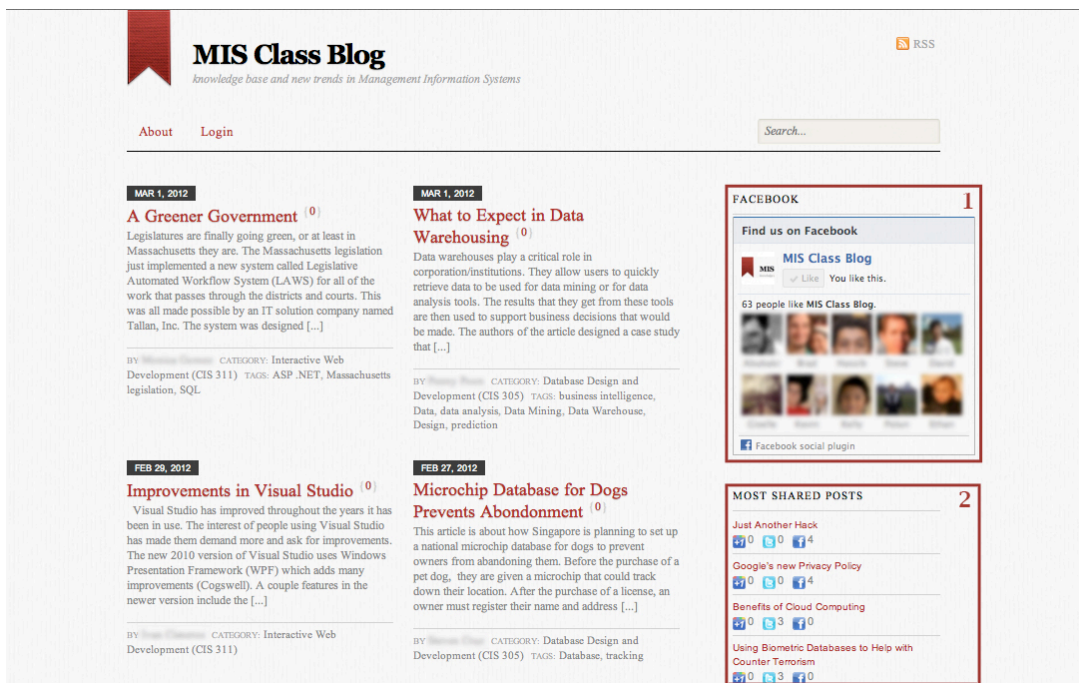 MIS Class Blog
knowledge base and new trends in Management Information Systems
RSS
About
Login
Search...
MAR 1, 2012
A Greener Government (0)
Legislatures are finally going green, or at least in
Massachusetts they are. The Massachusetts legislation
just implemented a new system called Legislative
Automated Workflow System (LAWS) for all of the
work that passes through the districts and courts. This
was all made possible by an IT solution company named
Tallan, Inc. The system was designed [...]
BY CATEGORY: Interactive Web
Development (CIS 311) TAGS: ASP .NET, Massachusetts
legislation, SQL
MAR 1, 2012
What to Expect in Data
Warehousing (0)
Data warehouses play a critical role in
corporation/institutions. They allow users to quickly
retrieve data to be used for data mining or for data
analysis tools. The results that they get from these tools
are then used to support business decisions that would
be made. The authors of the article designed a case study
that [...]
BY CATEGORY: Database Design and
Development (CIS 305) TAGS: business intelligence,
Data, data analysis, Data Mining, Data Warehouse,
Design, prediction
FEB 29, 2012
Improvements in Visual Studio (0)
Visual Studio has improved throughout the years it has
been in use. The interest of people using Visual Studio
has made them demand more and ask for improvements.
The new 2010 version of Visual Studio uses Windows
Presentation Framework (WPF) which adds many
improvements (Cogswell). A couple features in the
newer version include the [...]
BY CATEGORY: Interactive Web
Development (CIS 311)
FEB 27, 2012
Microchip Database for Dogs
Prevents Abondonment (0)
This article is about how Singapore is planning to set up
a national microchip database for dogs to prevent
owners from abandoning them. Before the purchase of a
pet dog, they are given a microchip that could track
down their location. After the purchase of a license, an
owner must register their name and address [...]
BY CATEGORY: Database Design and
Development (CIS 305) TAGS: Database, tracking
FACEBOOK 1
Find us on Facebook
MIS
MIS Class Blog
Like You like this.
63 people like MIS Class Blog.
Facebook social plugin
MOST SHARED POSTS 2
Just Another Hack
+1 0 0 4
Google's new Privacy Policy
+1 0 0 4
Benefits of Cloud Computing
+1 0 3 0
Using Biometric Databases to Help with
Counter Terrorism
+1 0 3 0